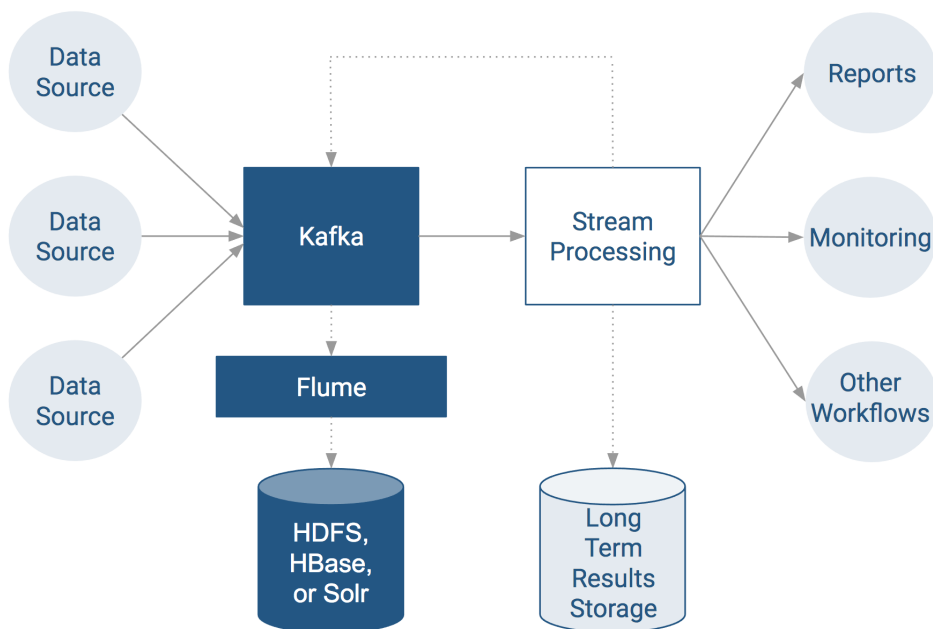 Data
Source
Reports
Data
Source
Kafka
Stream
Processing
Monitoring
Data
Source
Flume
Other
Workflows
HDFS,
HBase,
or Solr
Long
Term
Results
Storage